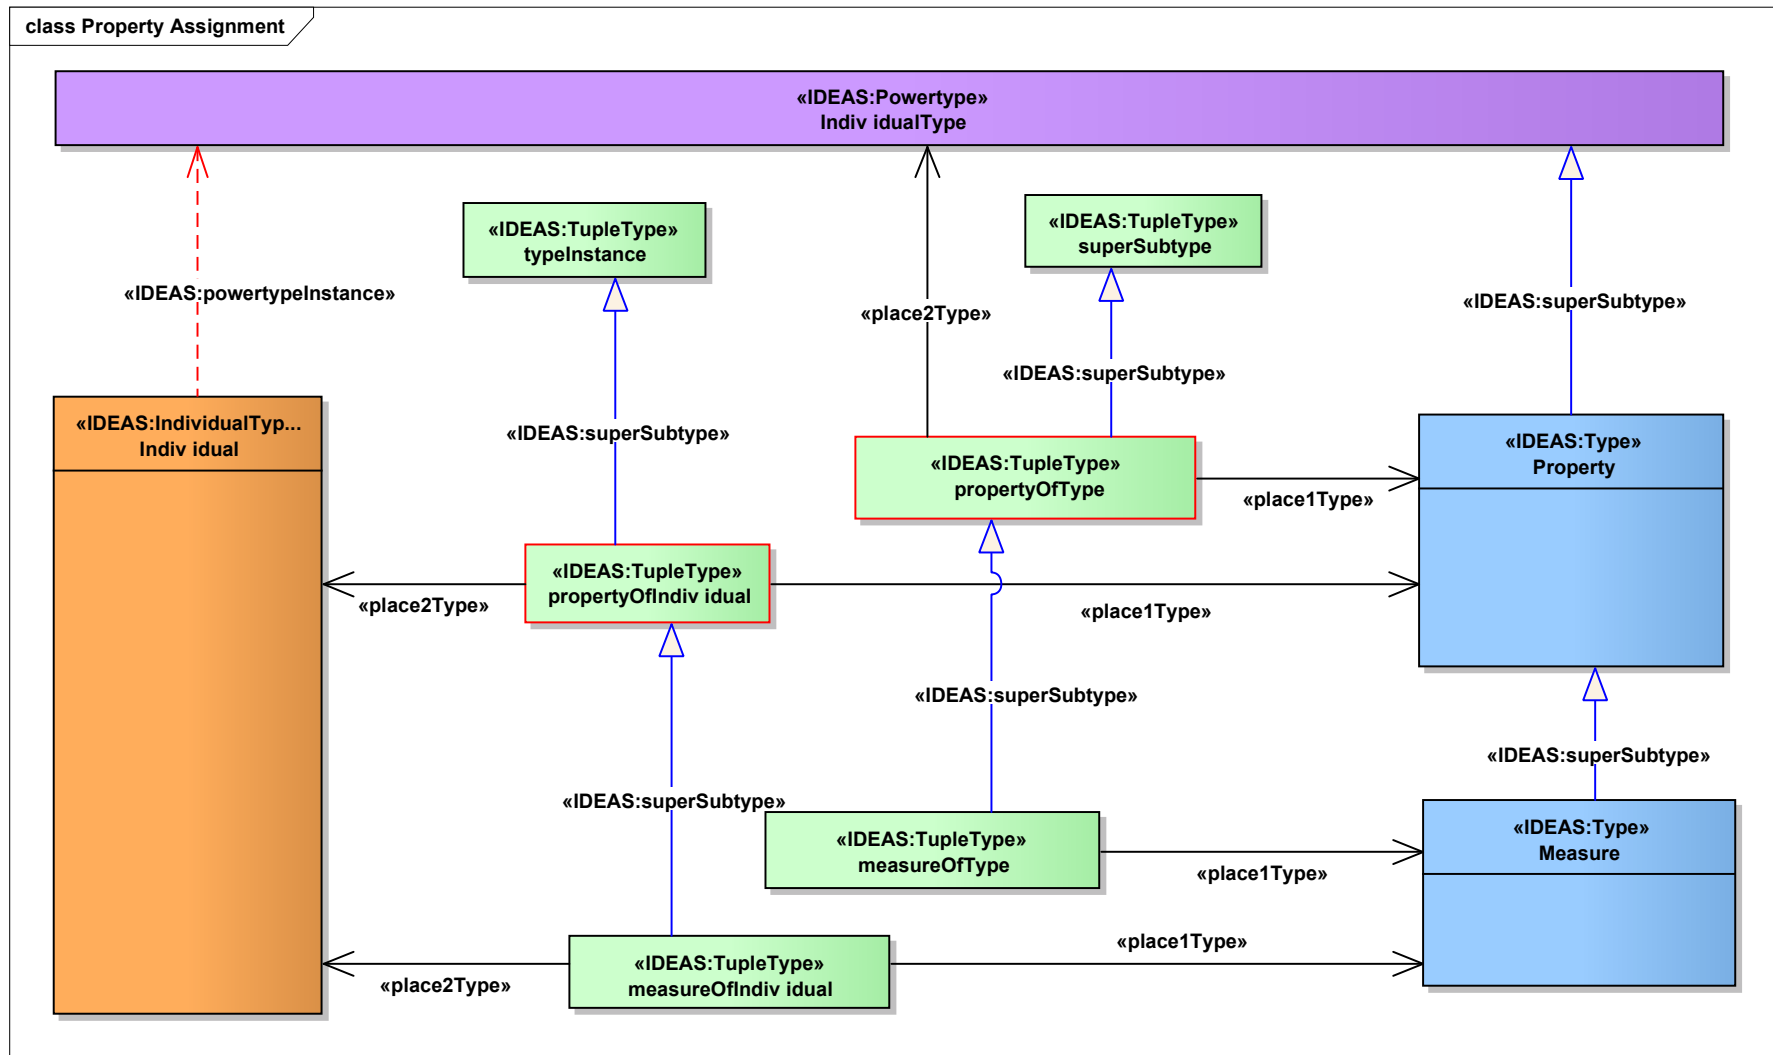 class Property Assignment
«IDEAS:Powertype»
Indiv idualType
«IDEAS:TupleType»
typeInstance
«IDEAS:TupleType»
superSubtype
«IDEAS:powertypeInstance»
«place2Type»
«IDEAS:superSubtype»
«IDEAS:superSubtype»
«IDEAS:superSubtype»
«IDEAS:IndividualTyp...
Indiv idual
«IDEAS:TupleType»
propertyOfType
«IDEAS:Type»
Property
«place1Type»
«IDEAS:TupleType»
propertyOfIndiv idual
«place2Type»
«place1Type»
«IDEAS:superSubtype»
«IDEAS:superSubtype»
«IDEAS:superSubtype»
«IDEAS:TupleType»
measureOfType
«IDEAS:Type»
Measure
«place1Type»
«place1Type»
«IDEAS:TupleType»
measureOfIndiv idual
«place2Type»